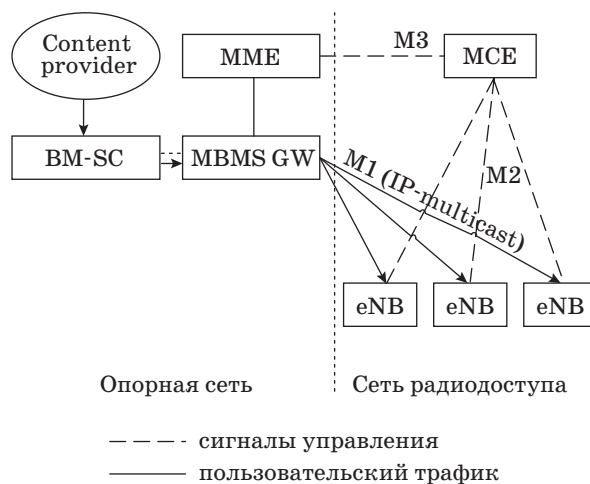 Content
provider
MME
M3
MCE
BM-SC
MBMS GW
M1 (IP-multicast)
M2
eNB
eNB
eNB
Опорная сеть
Сеть радиодоступа
сигналы управления
пользовательский трафик